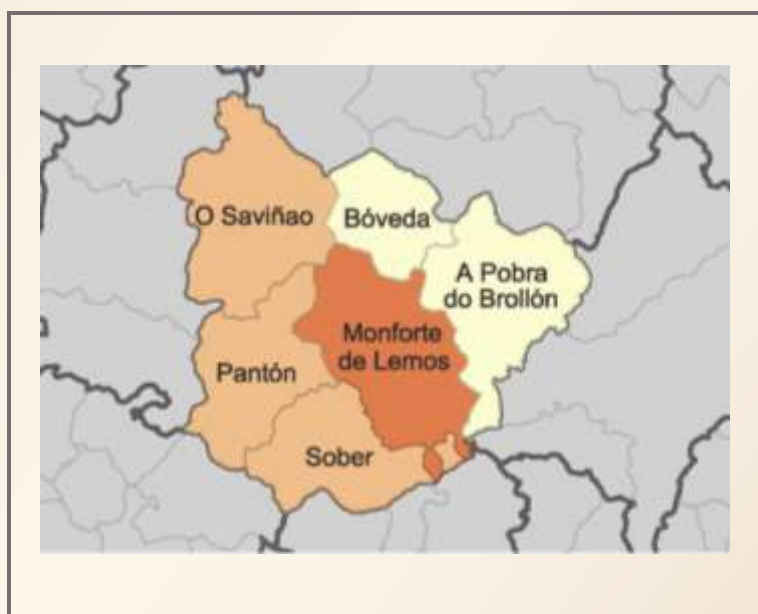 O Saviñao
Bóveda
A Pobra
do Brollón
Monforte
de Lemos
Pantón
Sober